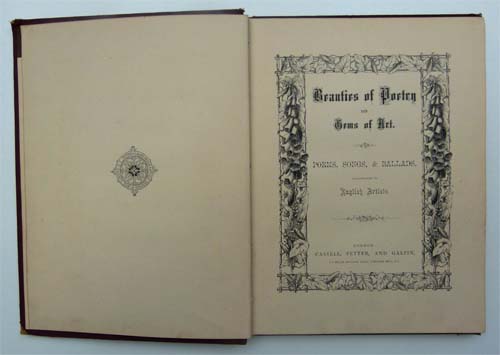 Beauties of Poetry
AND
Gems of Art.
POEMS, SONGS, & BALLADS,
English Artists.
LONDON:
CASSELL, PETTER, AND GALPIN,